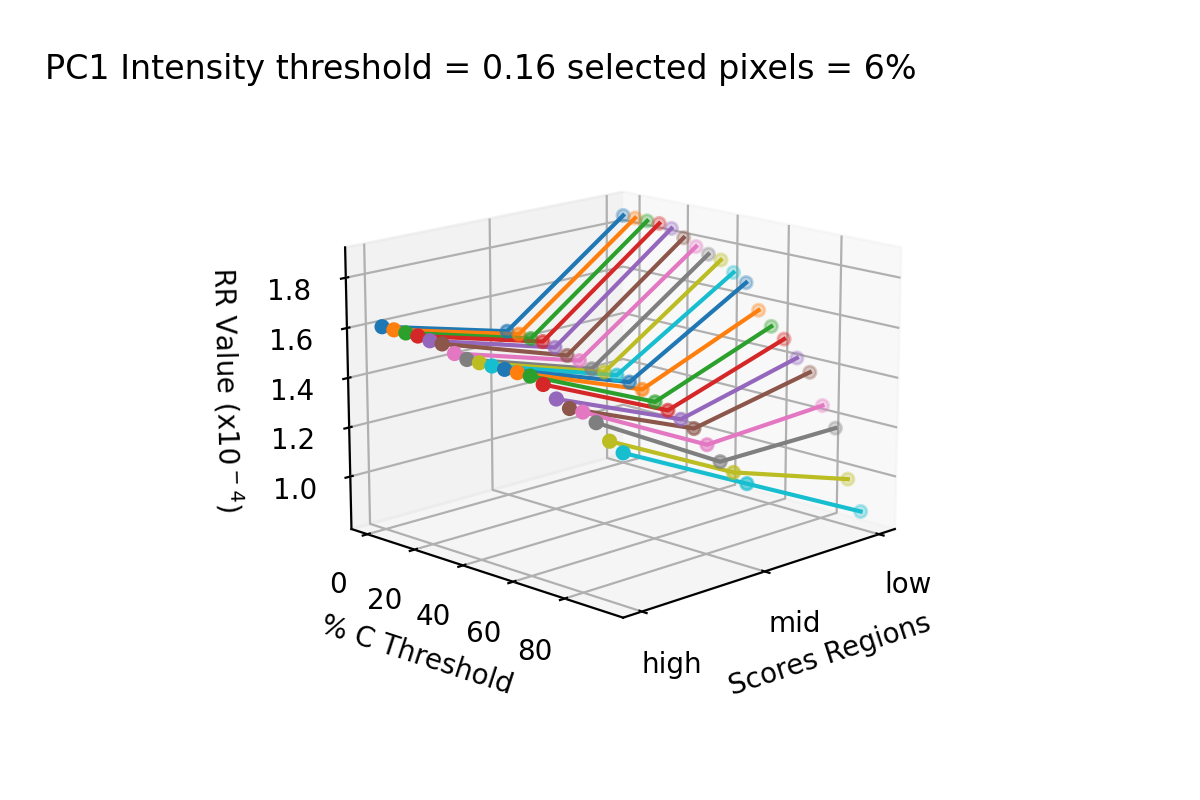 PC1 Intensity threshold = 0.16 selected pixels = 6%
RR Value (x10⁻⁴)
1.8
1.6
1.4
1.2
1.0
0
20
40
60
80
% C Threshold
high
mid
low
Scores Regions